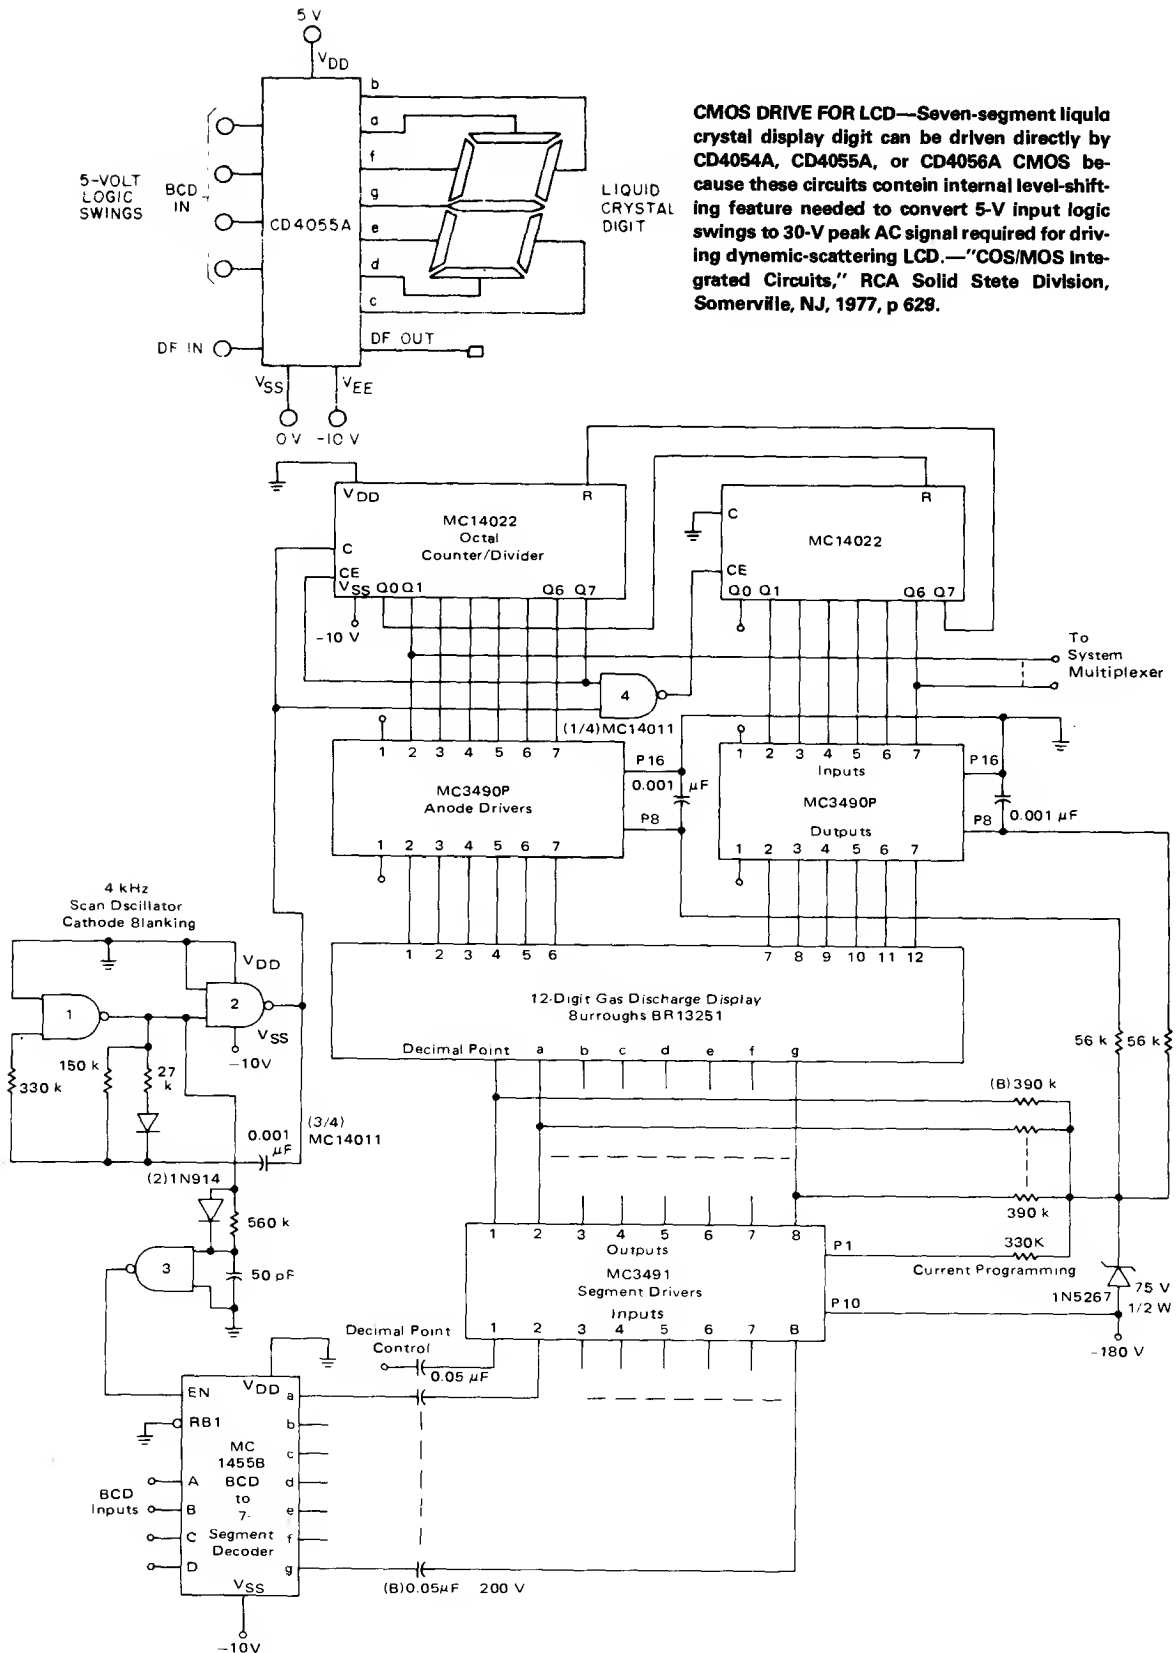 5 V
VDD
b
a
f
g
e
d
c
5-VOLT
LOGIC
SWINGS
BCD
IN
CD4055A
LIQUID
CRYSTAL
DIGIT
DF IN
DF OUT
VSS
VEE
0 V
-10 V
CMOS DRIVE FOR LCD—Seven-segment liquid
crystal display digit can be driven directly by
CD4054A, CD4055A, or CD4056A CMOS be-
cause these circuits contein internal level-shift-
ing feature needed to convert 5-V input logic
swings to 30-V peak AC signal required for driv-
ing dynemic-scattering LCD.—"COS/MOS Inte-
grated Circuits," RCA Solid Stete Division,
Somerville, NJ, 1977, p 629.
VDD
R
MC14022
Octal
Counter/Divider
C
CE
VSS Q0 Q1 Q6 Q7
-10 V
R
C
MC14022
CE
Q0 Q1 Q6 Q7
To
System
Multiplexer
4
(1/4)MC14011
1 2 3 4 5 6 7
P16
0.001 µF
MC3490P
Anode Drivers
P8
1 2 3 4 5 6 7
1 2 3 4 5 6 7
Inputs
P16
MC3490P
P8
0.001 µF
Dutputs
1 2 3 4 5 6 7
4 kHz
Scan Dscillator
Cathode 8lanking
VDD
1
2
VSS
-10V
330 k
150 k
27
k
0.001
µF
(3/4)
MC14011
(2)1N914
560 k
3
50 pF
1 2 3 4 5 6
7 8 9 10 11 12
12-Digit Gas Discharge Display
8urroughs BR13251
Decimal Point a b c d e f g
56 k
56 k
(B)390 k
390 k
1 2 3 4 5 6 7 8
Outputs
P1
330K
MC3491
Segment Drivers
Current Programming
Inputs
P10
1N5267
75 V
1/2 W
1 2 3 4 5 6 7 B
-180 V
Decimal Point
Control
0.05 µF
EN
VDD
a
RB1
b
MC
1455B
BCD
to
7-
Segment
Decoder
c
d
e
f
g
BCD
Inputs
A
B
C
D
VSS
-10V
(B)0.05µF 200 V